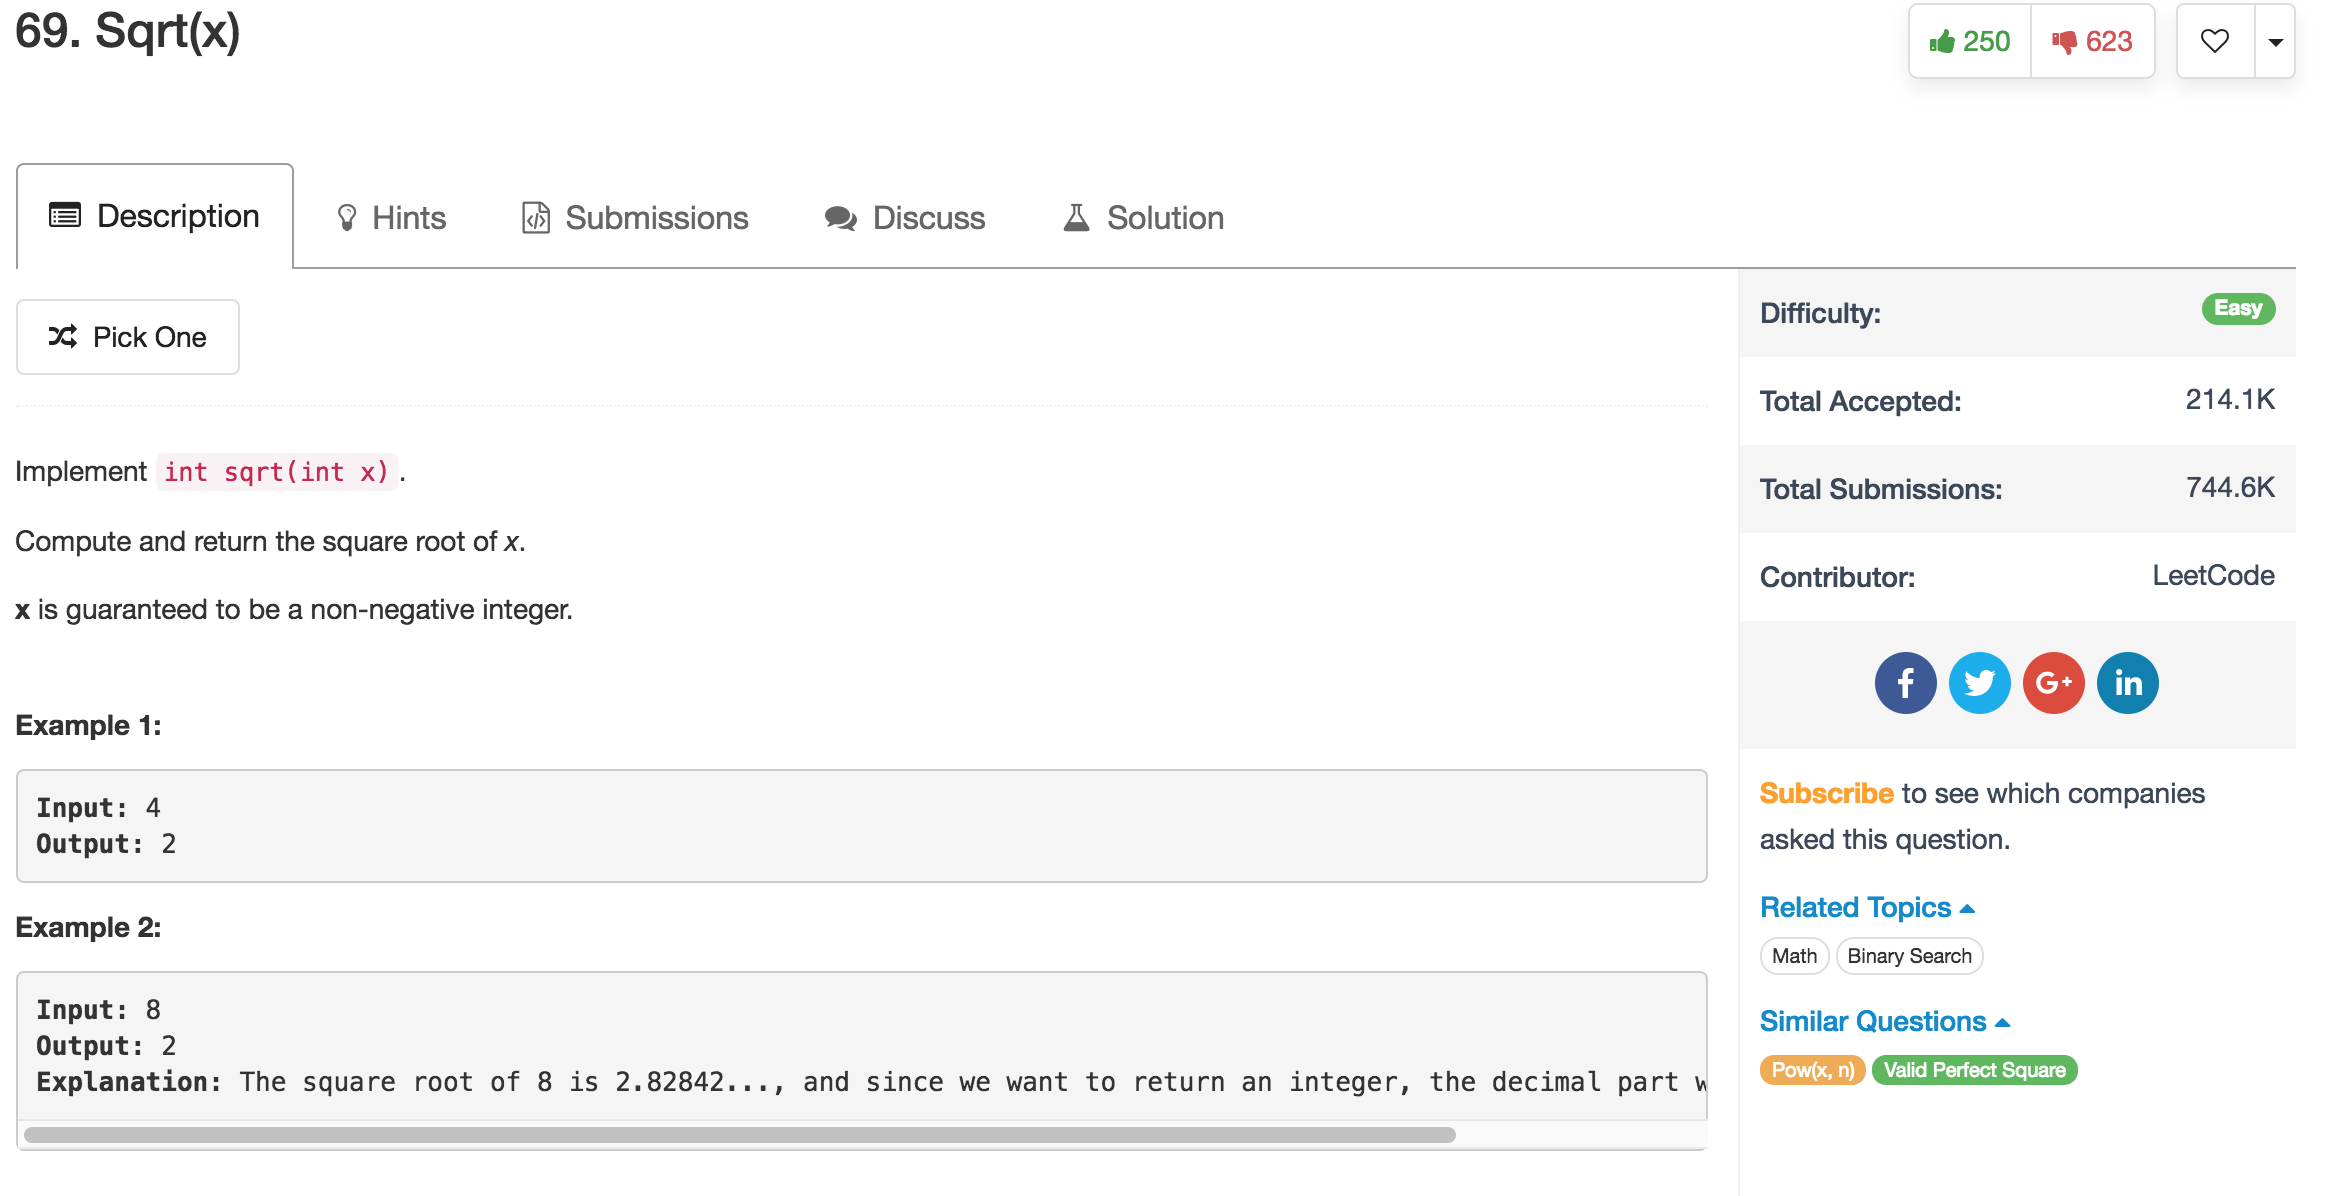 69. Sqrt(x)
250
623
Description
Hints
Submissions
Discuss
Solution
Pick One
Implement int sqrt(int x).
Compute and return the square root of x.
x is guaranteed to be a non-negative integer.
Example 1:
Input: 4
Output: 2
Example 2:
Input: 8
Output: 2
Explanation: The square root of 8 is 2.82842..., and since we want to return an integer, the decimal part
Difficulty: Easy
Total Accepted: 214.1K
Total Submissions: 744.6K
Contributor: LeetCode
f
G+
in
Subscribe to see which companies
asked this question.
Related Topics
Math Binary Search
Similar Questions
Pow(x, n) Valid Perfect Square